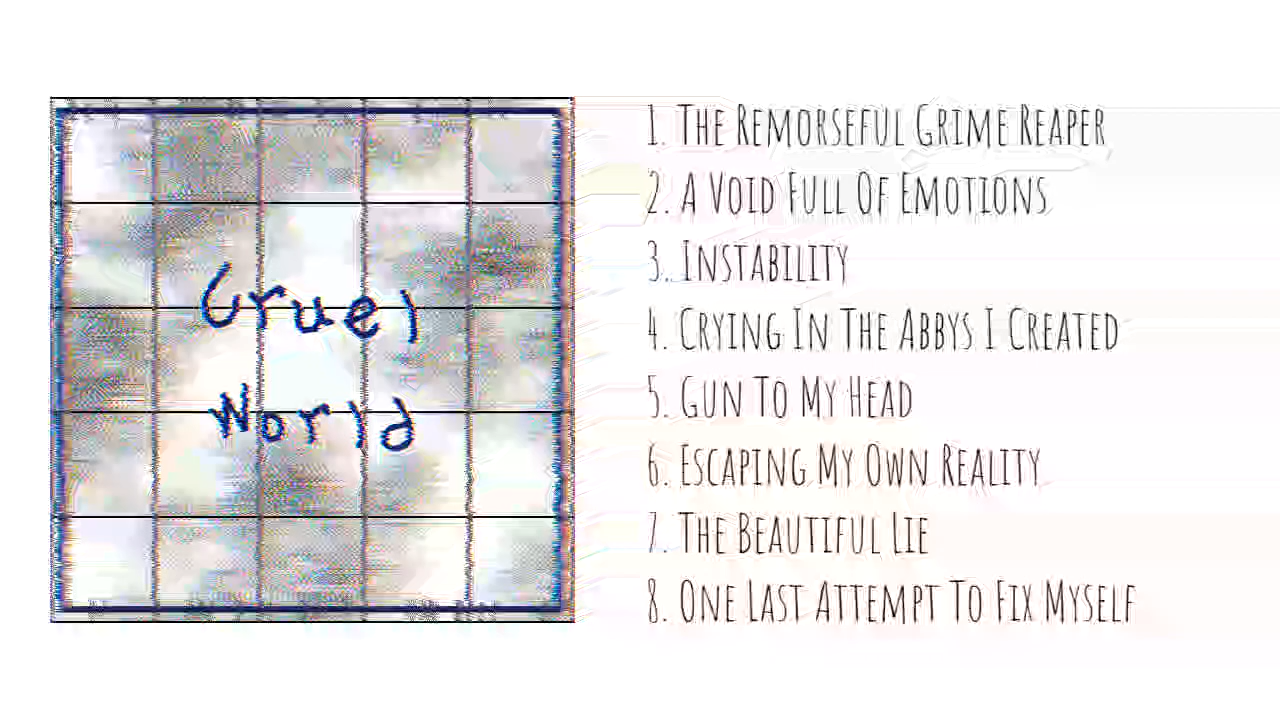 Cruel
World
1. The Remorseful Grime Reaper
2. A Void Full Of Emotions
3. Instability
4. Crying In The Abbys I Created
5. Gun To My Head
6. Escaping My Own Reality
7. The Beautiful Lie
8. One Last Attempt To Fix Myself